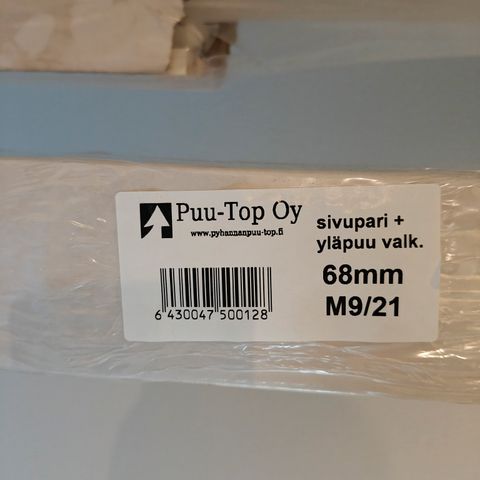 Puu-Top Oy
www.pyhannanpuu-top.fi
sivupari +
yläpuu valk.
68mm
M9/21
6 430047 500128